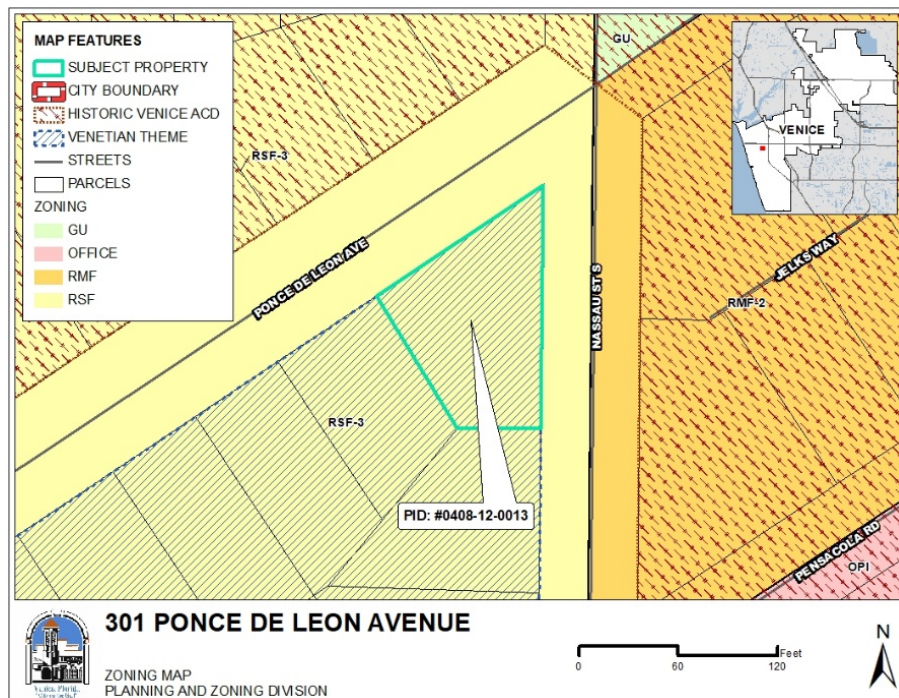 MAP FEATURES
SUBJECT PROPERTY
CITY BOUNDARY
HISTORIC VENICE ACD
VENETIAN THEME
STREETS
PARCELS
ZONING
GU
OFFICE
RMF
RSF
GU
VENICE
RSF-3
PONCE DE LEON AVE
NASSAU ST S
JELKS WAY
RMF-2
RSF-3
PID: #0408-12-0013
PENSACOLA RD
OPI
301 PONCE DE LEON AVENUE
ZONING MAP
PLANNING AND ZONING DIVISION
Feet
0 60 120
N